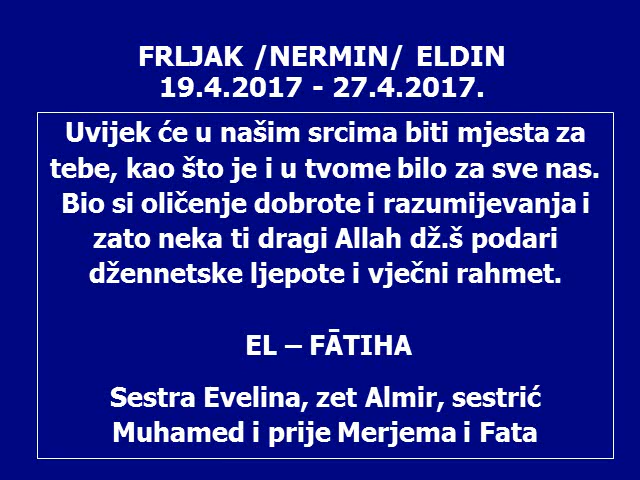 FRLJAK /NERMIN/ ELDIN
19.4.2017 - 27.4.2017.
Uvijek će u našim srcima biti mjesta za
tebe, kao što je i u tvome bilo za sve nas.
Bio si oličenje dobrote i razumijevanja i
zato neka ti dragi Allah dž.š podari
džennetske ljepote i vječni rahmet.
EL – FĀTIHA
Sestra Evelina, zet Almir, sestrić
Muhamed i prije Merjema i Fata